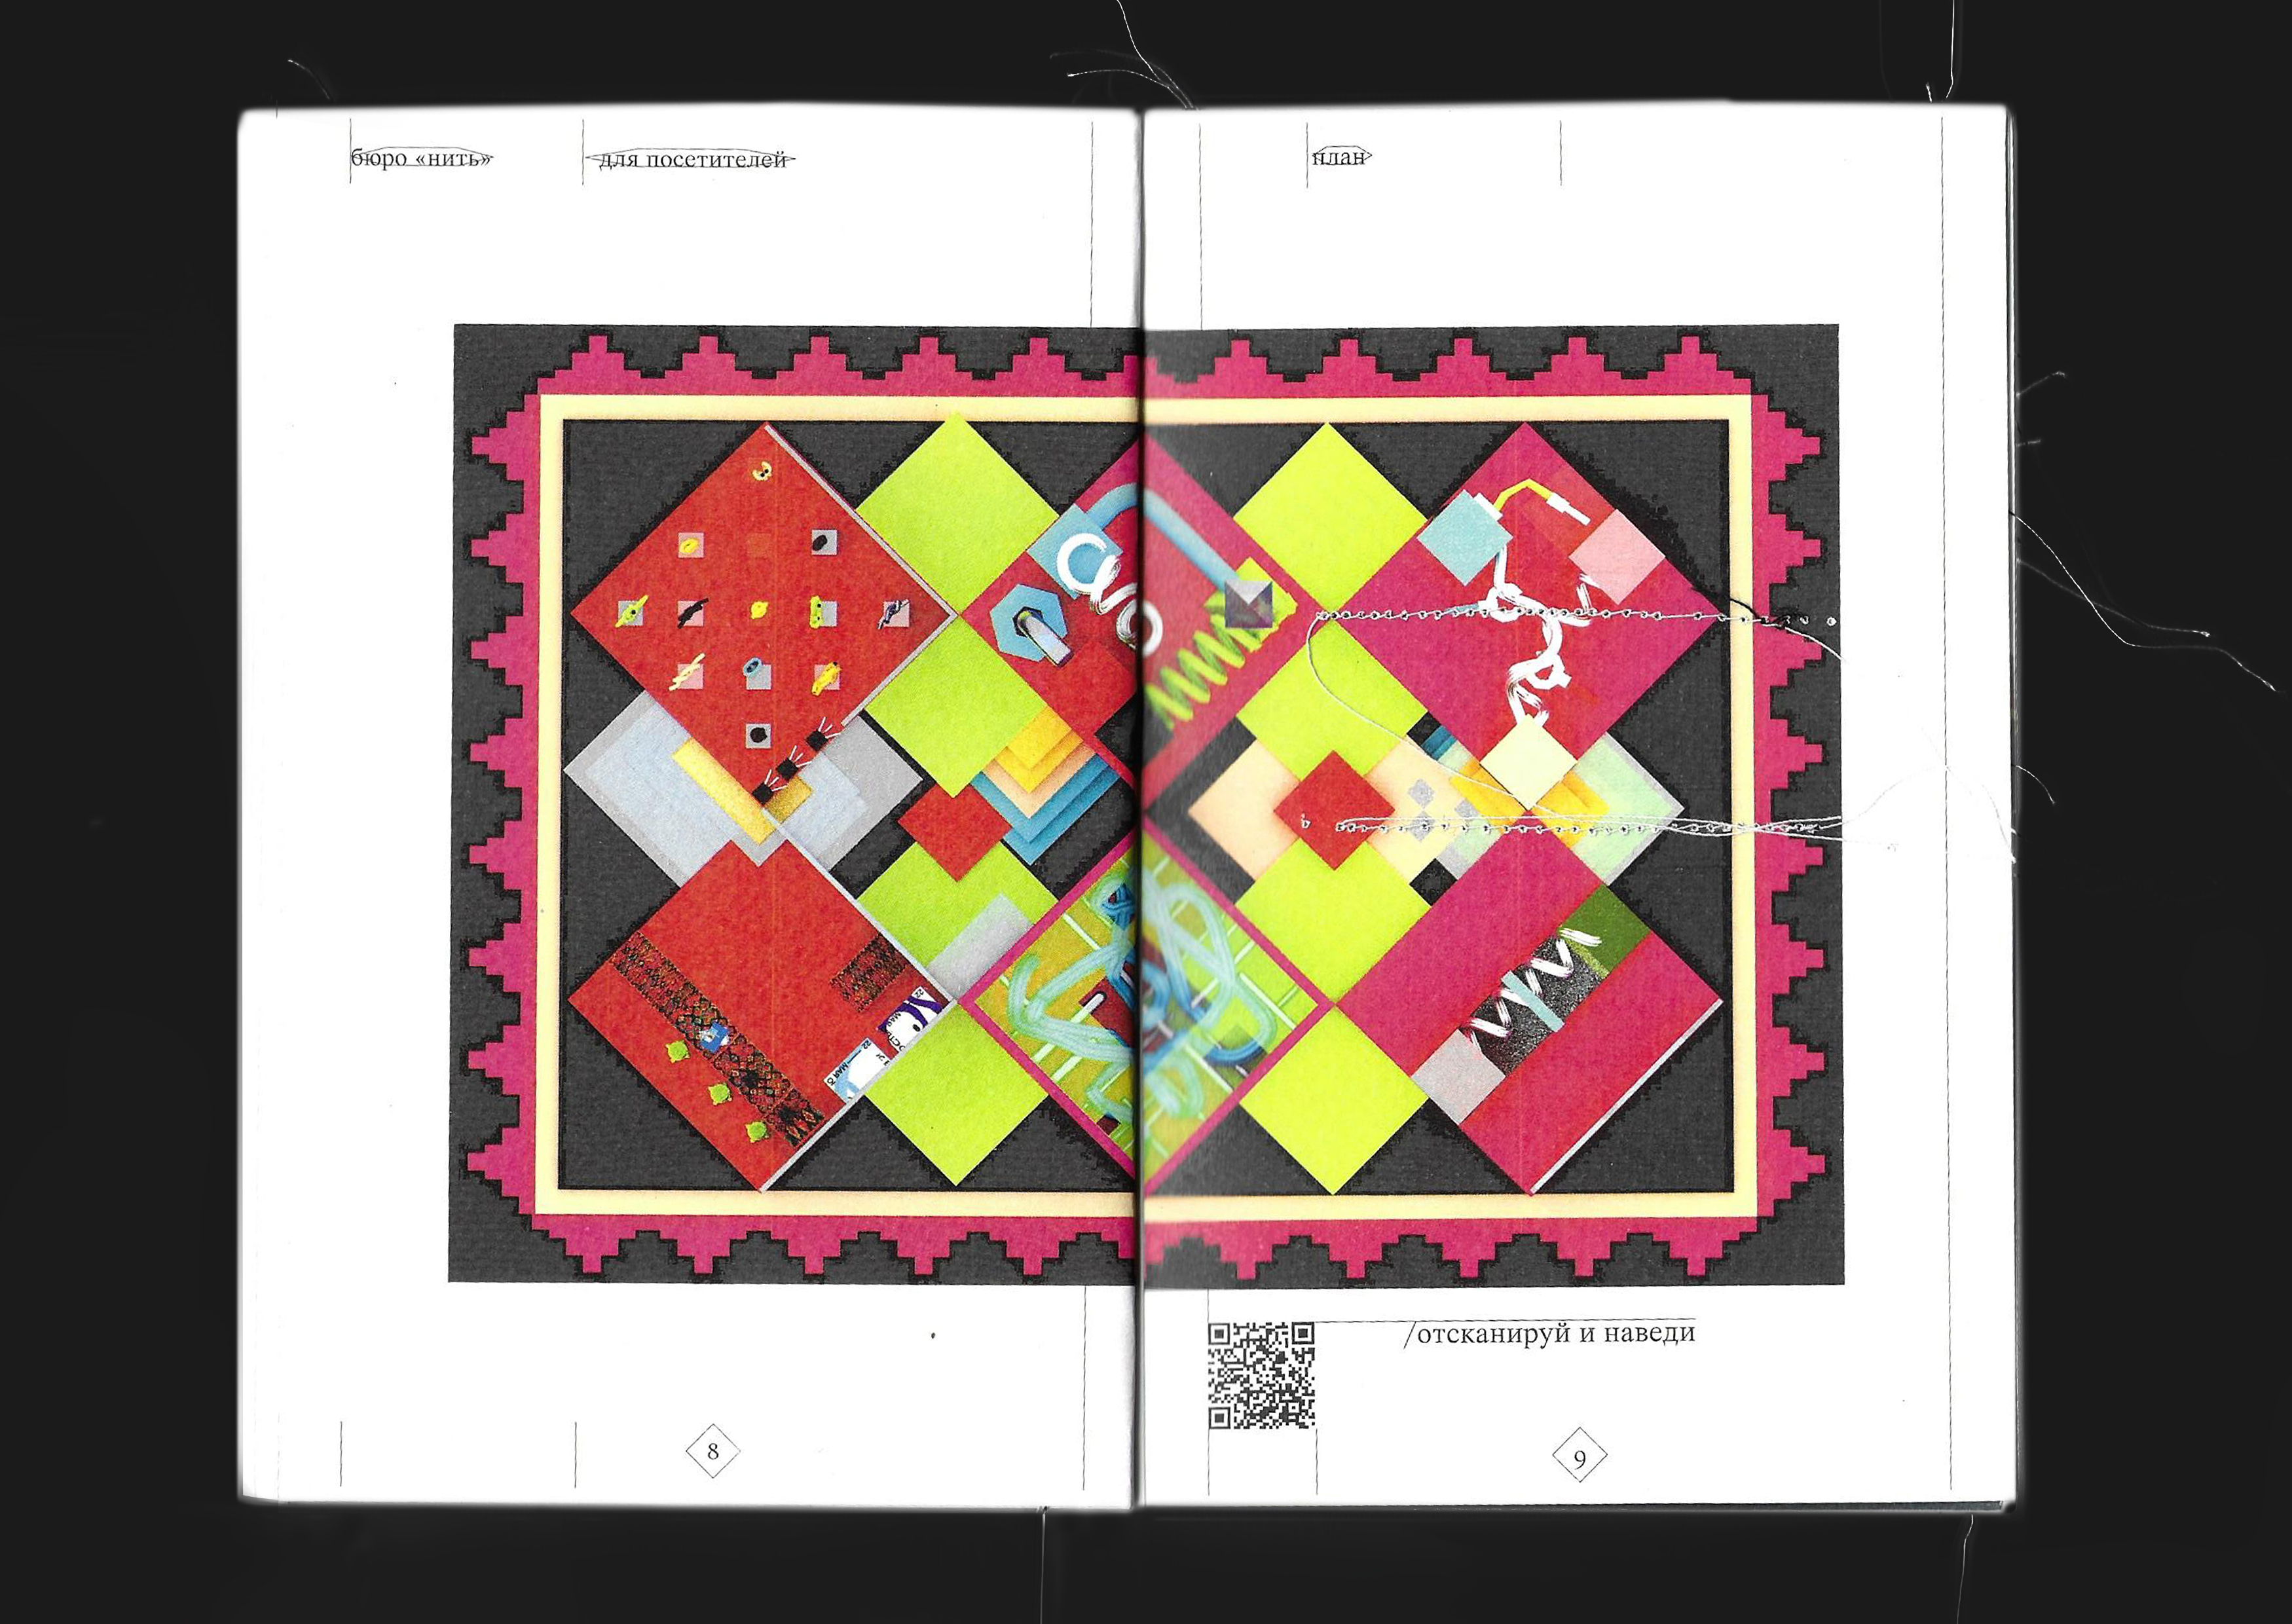 бюро «нить»
для посетителей
план
/отсканируй и наведи
8
9